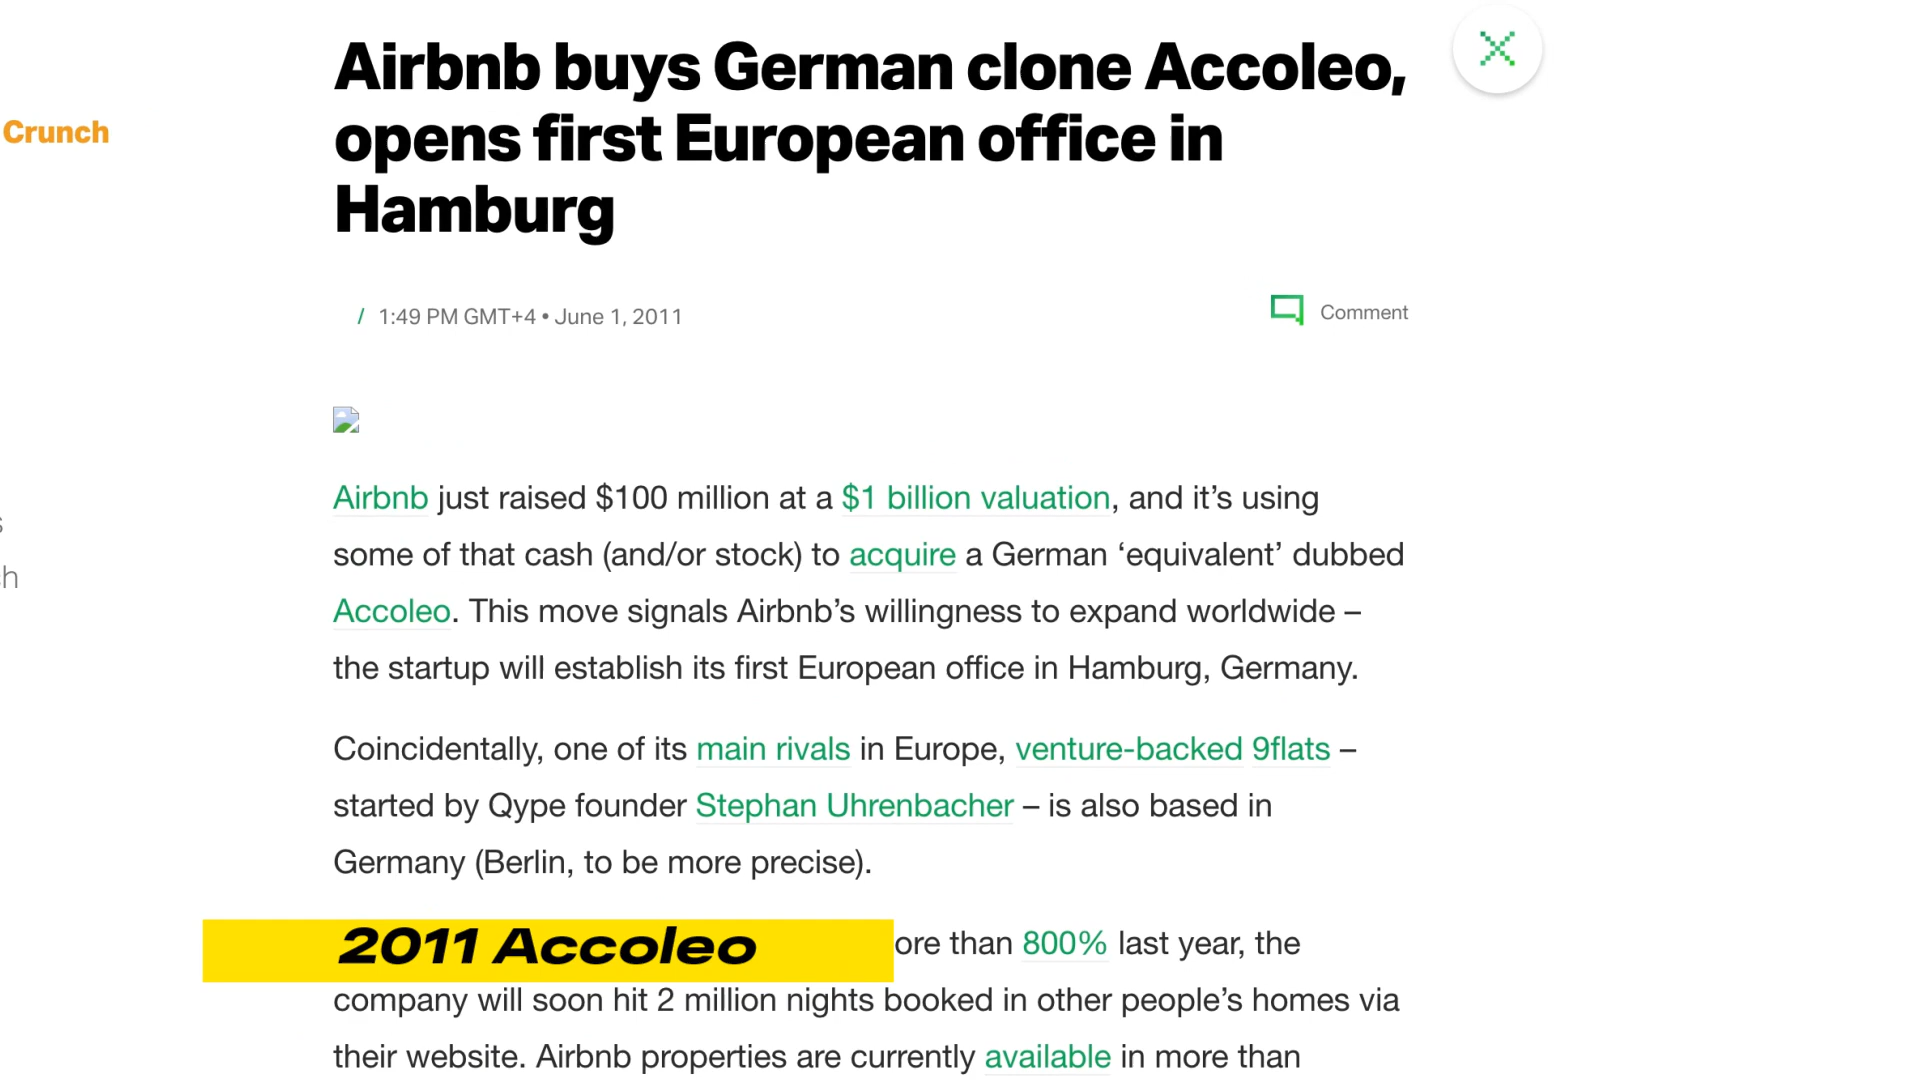 Airbnb buys German clone Accoleo,
opens first European office in
Hamburg
Crunch
/ 1:49 PM GMT+4 • June 1, 2011
Comment
Airbnb just raised $100 million at a $1 billion valuation, and it’s using
some of that cash (and/or stock) to acquire a German ‘equivalent’ dubbed
Accoleo. This move signals Airbnb’s willingness to expand worldwide –
the startup will establish its first European office in Hamburg, Germany.
Coincidentally, one of its main rivals in Europe, venture-backed 9flats –
started by Qype founder Stephan Uhrenbacher – is also based in
Germany (Berlin, to be more precise).
2011 Accoleo
ore than 800% last year, the
company will soon hit 2 million nights booked in other people’s homes via
their website. Airbnb properties are currently available in more than